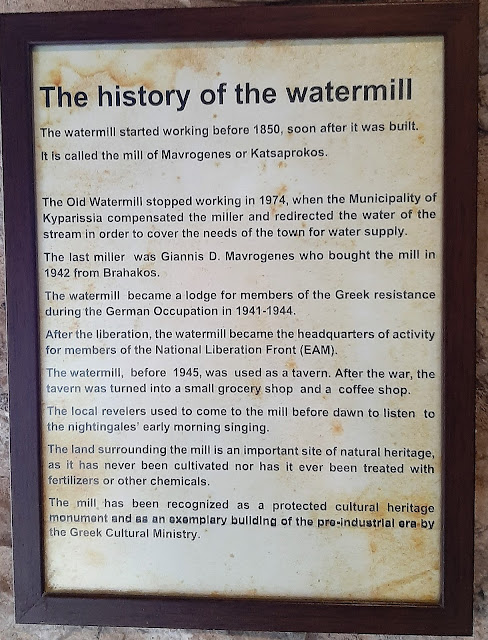 The history of the watermill
The watermill started working before 1850, soon after it was built.
It is called the mill of Mavrogenes or Katsaprokos.
The Old Watermill stopped working in 1974, when the Municipality of
Kyparissia compensated the miller and redirected the water of the
stream in order to cover the needs of the town for water supply.
The last miller was Giannis D. Mavrogenes who bought the mill in
1942 from Brahakos.
The watermill became a lodge for members of the Greek resistance
during the German Occupation in 1941-1944.
After the liberation, the watermill became the headquarters of activity
for members of the National Liberation Front (EAM).
The watermill, before 1945, was used as a tavern. After the war, the
tavern was turned into a small grocery shop and a coffee shop.
The local revelers used to come to the mill before dawn to listen to
the nightingales' early morning singing.
The land surrounding the mill is an important site of natural heritage,
as it has never been cultivated nor has it ever been treated with
fertilizers or other chemicals.
The mill has been recognized as a protected cultural heritage
monument and as an exemplary building of the pre-industrial era by
the Greek Cultural Ministry.